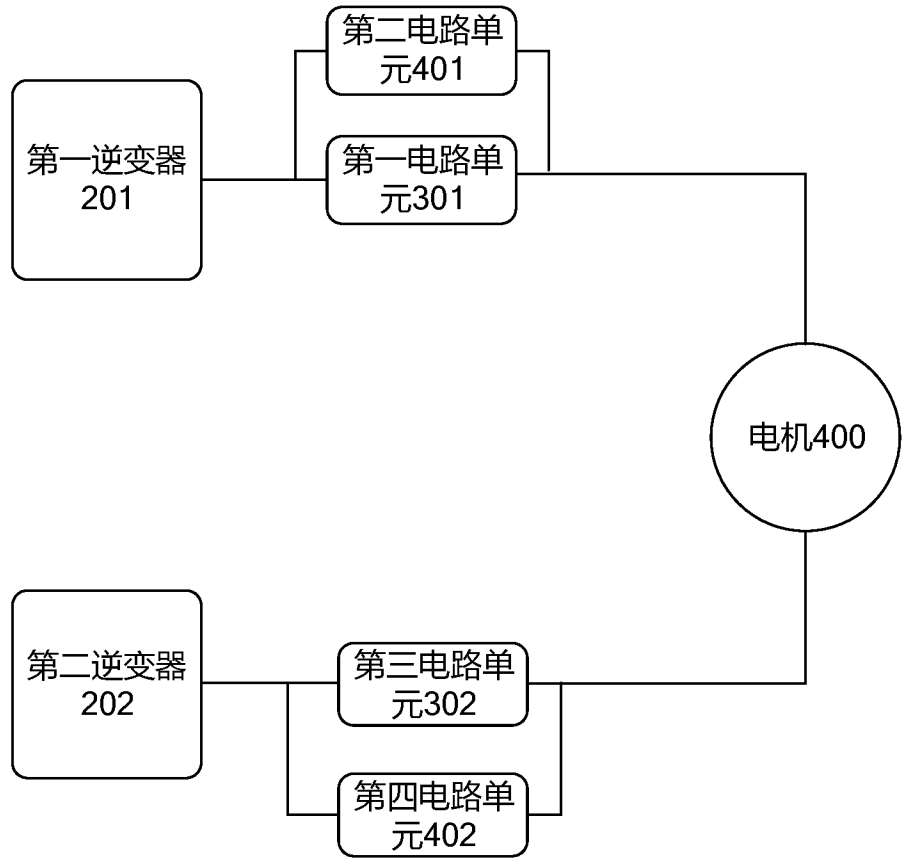 第二电路单
元401
第一逆变器
201
第一电路单
元301
电机400
第二逆变器
202
第三电路单
元302
第四电路单
元402